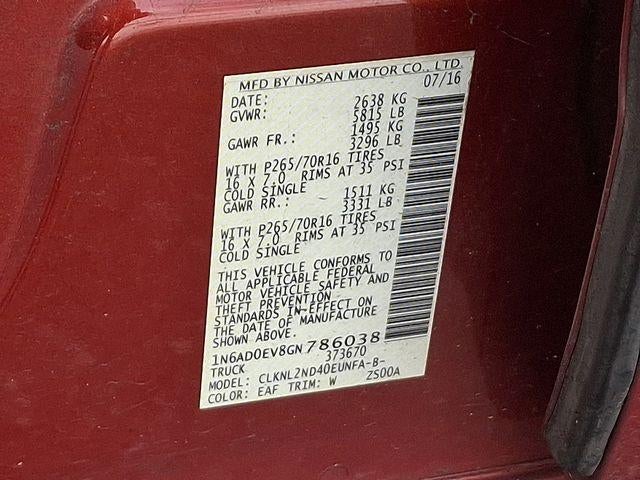 MFD BY NISSAN MOTOR CO., LTD.
DATE: 07/16
GVWR: 2638 KG
5815 LB
GAWR FR.: 1495 KG
3296 LB
WITH P265/70R16 TIRES
16 X 7.0 RIMS AT 35 PSI
COLD SINGLE
GAWR RR.: 1511 KG
3331 LB
WITH P265/70R16 TIRES
16 X 7.0 RIMS AT 35 PSI
COLD SINGLE
THIS VEHICLE CONFORMS TO
ALL APPLICABLE FEDERAL
MOTOR VEHICLE SAFETY AND
THEFT PREVENTION
STANDARDS IN-EFFECT ON
THE DATE OF MANUFACTURE
SHOWN ABOVE.
1N6AD0EV8GN786038
TRUCK 373670
MODEL: CLKNL2ND40EUNFA-B-
COLOR: EAF TRIM: W ZS00A